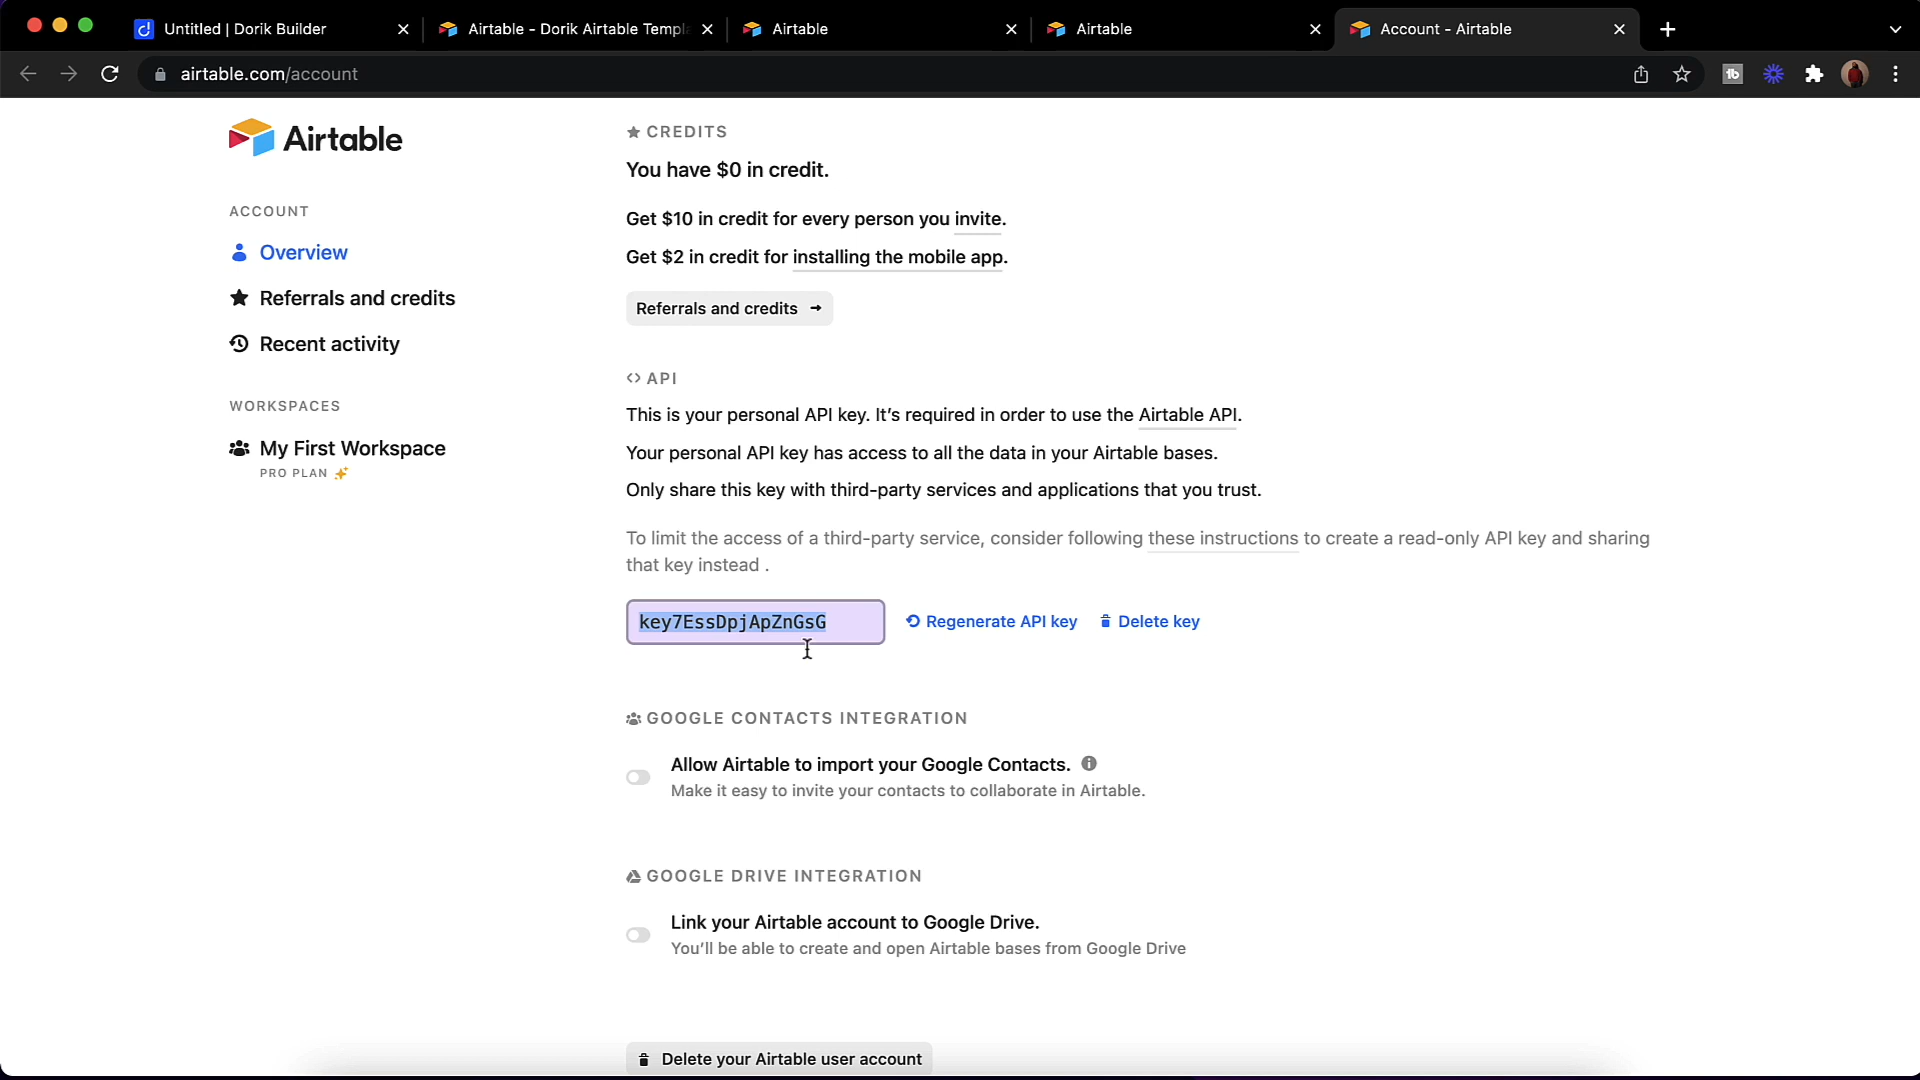 Untitled | Dorik Builder
Airtable - Dorik Airtable Templ
Airtable
Airtable
Account - Airtable
airtable.com/account
Airtable
ACCOUNT
Overview
Referrals and credits
Recent activity
WORKSPACES
My First Workspace
PRO PLAN
CREDITS
You have $0 in credit.
Get $10 in credit for every person you invite.
Get $2 in credit for installing the mobile app.
Referrals and credits →
<> API
This is your personal API key. It's required in order to use the Airtable API.
Your personal API key has access to all the data in your Airtable bases.
Only share this key with third-party services and applications that you trust.
To limit the access of a third-party service, consider following these instructions to create a read-only API key and sharing
that key instead .
key7EssDpjApZnGsG
Regenerate API key
Delete key
GOOGLE CONTACTS INTEGRATION
Allow Airtable to import your Google Contacts.
Make it easy to invite your contacts to collaborate in Airtable.
GOOGLE DRIVE INTEGRATION
Link your Airtable account to Google Drive.
You'll be able to create and open Airtable bases from Google Drive
Delete your Airtable user account